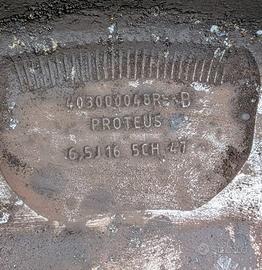 403000048R--B
PROTEUS
6,5J16 5CH 47